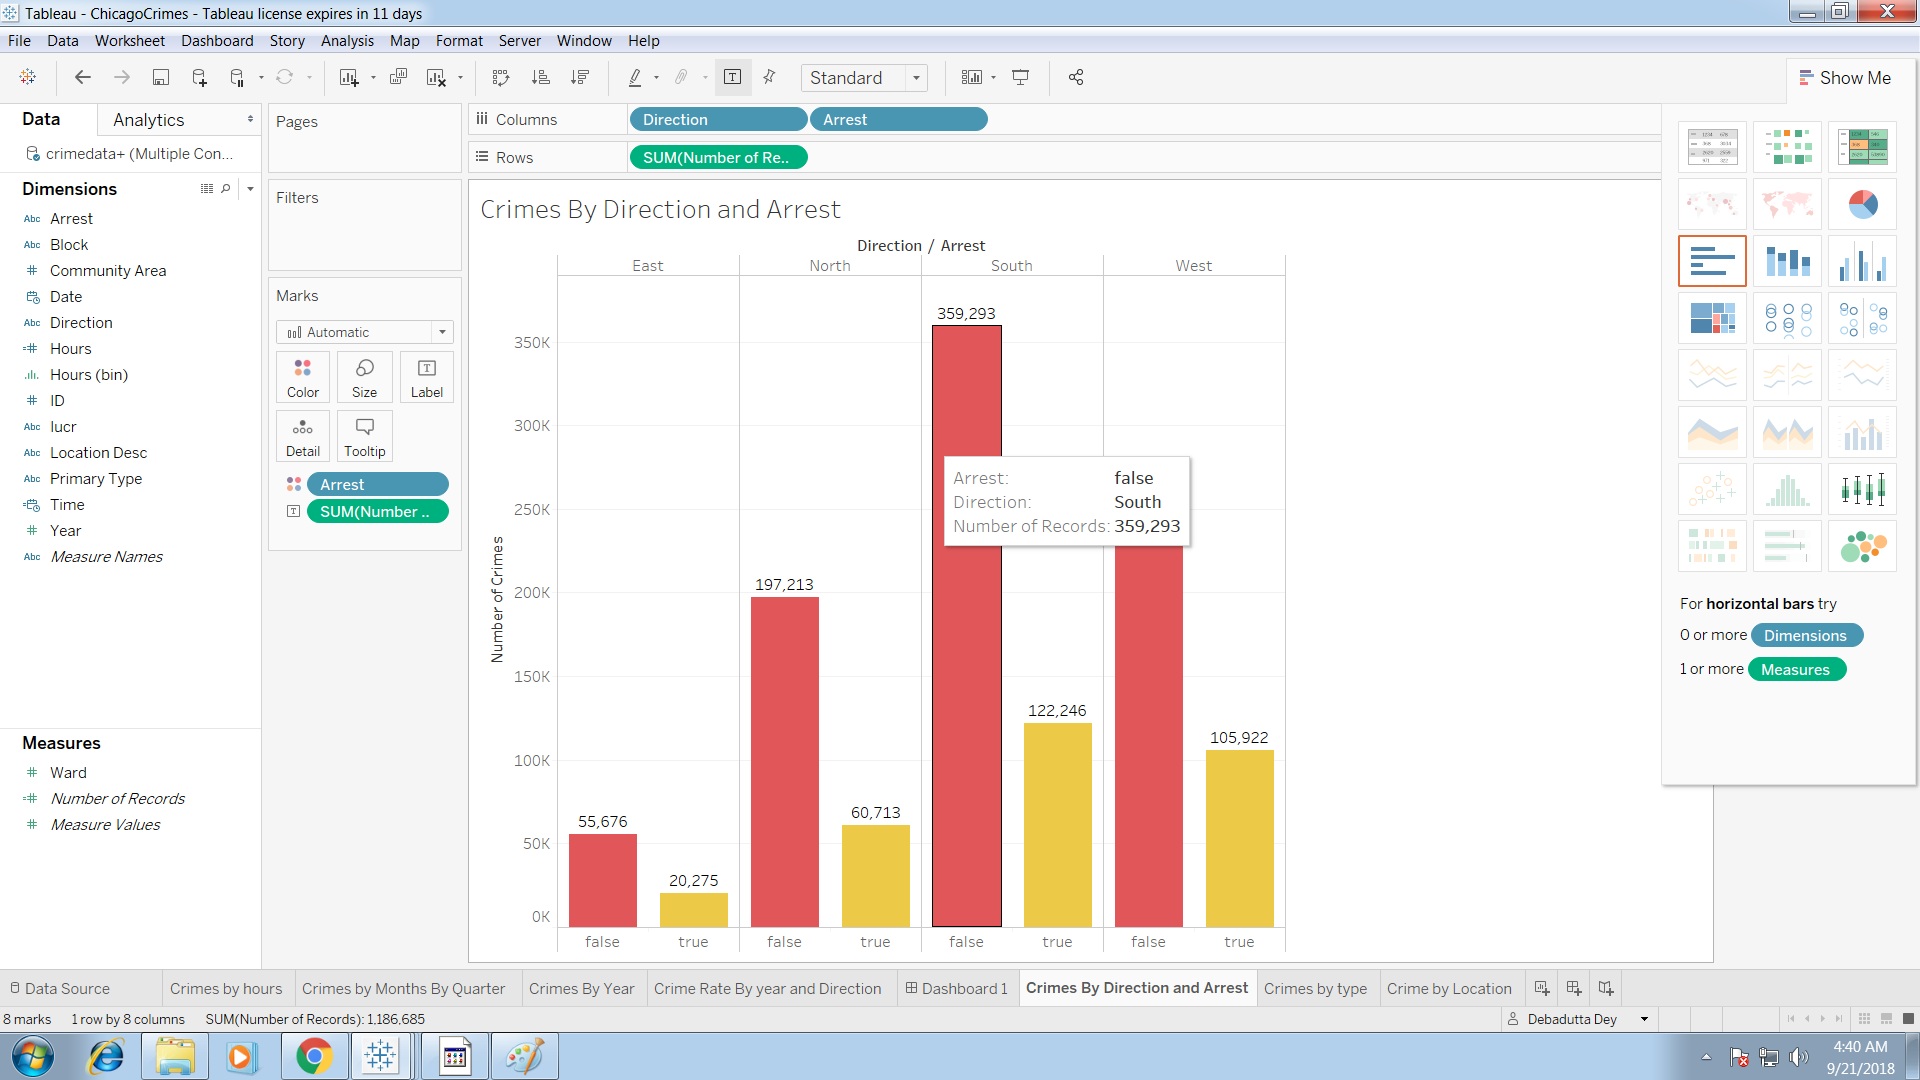 Tableau - ChicagoCrimes - Tableau license expires in 11 days
File Data Worksheet Dashboard Story Analysis Map Format Server Window Help
Standard
Show Me
Data Analytics
crimedata+ (Multiple Con...
Dimensions
Abc Arrest
Abc Block
# Community Area
Date
Abc Direction
=# Hours
Hours (bin)
# ID
Abc Iucr
Abc Location Desc
Abc Primary Type
Time
# Year
Abc Measure Names
Measures
# Ward
=# Number of Records
# Measure Values
Pages
Filters
Marks
Automatic
Color Size Label
Detail Tooltip
Arrest
SUM(Number ..
Columns Direction Arrest
Rows SUM(Number of Re..
Crimes By Direction and Arrest
Direction / Arrest
East North South West
Number of Crimes
350K
300K
250K
200K
150K
100K
50K
0K
359,293
197,213
122,246
105,922
55,676
60,713
20,275
Arrest: false
Direction: South
Number of Records: 359,293
false true false true false true false true
For horizontal bars try
0 or more Dimensions
1 or more Measures
Data Source Crimes by hours Crimes by Months By Quarter Crimes By Year Crime Rate By year and Direction Dashboard 1 Crimes By Direction and Arrest Crimes by type Crime by Location
8 marks 1 row by 8 columns SUM(Number of Records): 1,186,685 Debadutta Dey
4:40 AM
9/21/2018